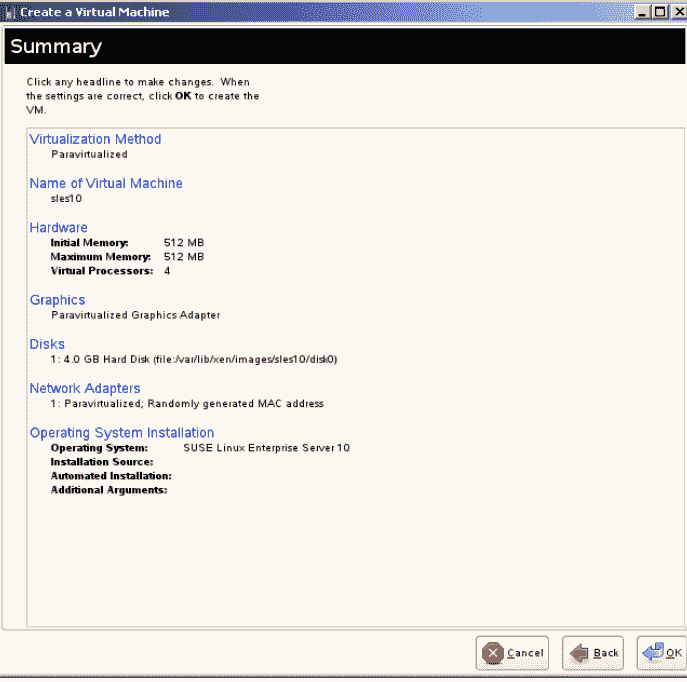 Create a Virtual Machine
Summary
Click any headline to make changes. When
the settings are correct, click OK to create the
VM.
Virtualization Method
Paravirtualized
Name of Virtual Machine
sles10
Hardware
Initial Memory: 512 MB
Maximum Memory: 512 MB
Virtual Processors: 4
Graphics
Paravirtualized Graphics Adapter
Disks
1: 4.0 GB Hard Disk (file:/var/lib/xen/images/sles10/disk0)
Network Adapters
1: Paravirtualized; Randomly generated MAC address
Operating System Installation
Operating System: SUSE Linux Enterprise Server 10
Installation Source:
Automated Installation:
Additional Arguments:
Cancel Back OK